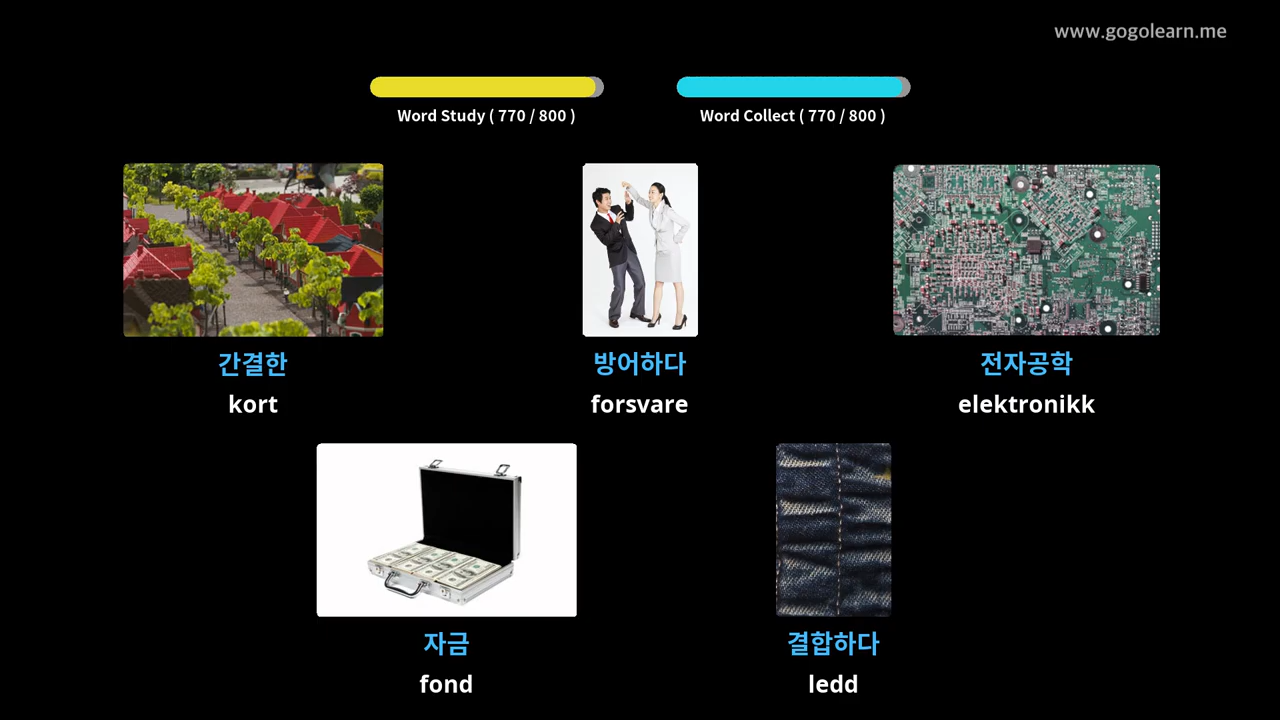 www.gogolearn.me
Word Study ( 770 / 800 )
Word Collect ( 770 / 800 )
간결한
kort
방어하다
forsvare
전자공학
elektronikk
자금
fond
결합하다
ledd